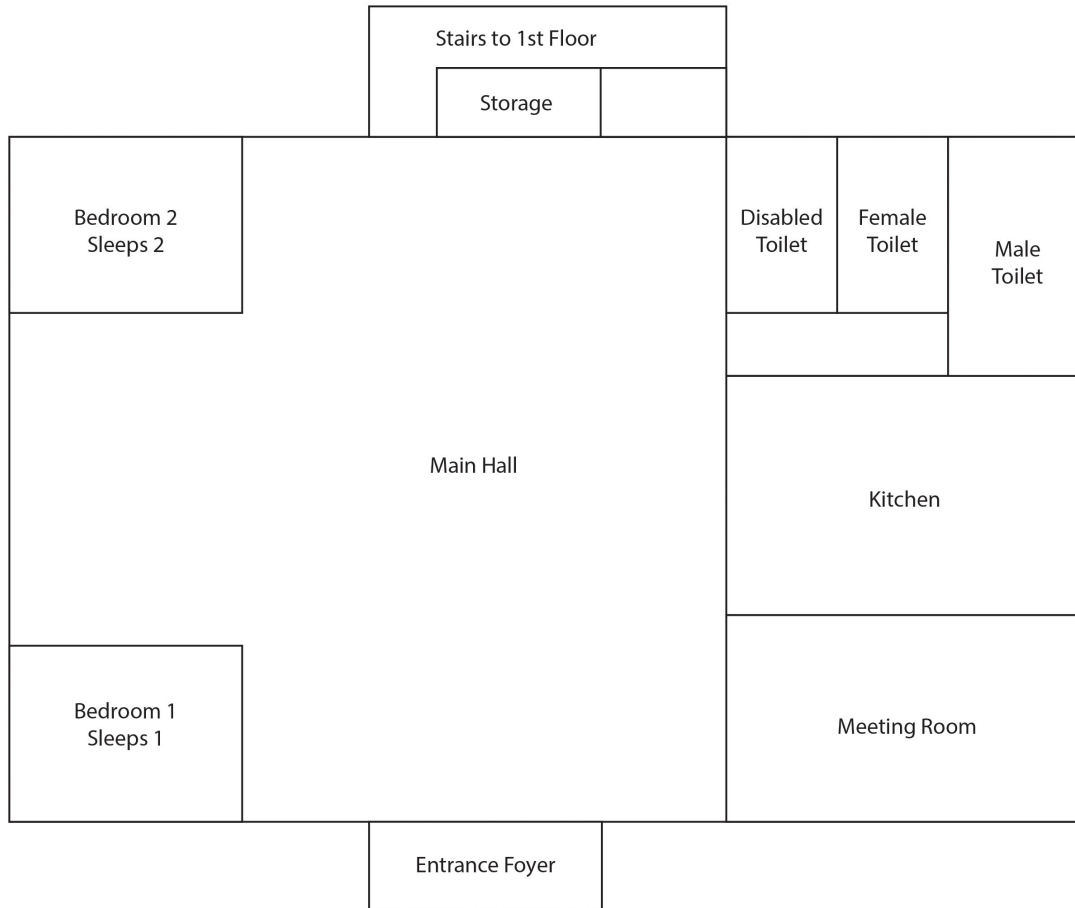 Stairs to 1st Floor
Storage
Bedroom 2
Sleeps 2
Disabled
Toilet
Female
Toilet
Male
Toilet
Main Hall
Kitchen
Bedroom 1
Sleeps 1
Meeting Room
Entrance Foyer